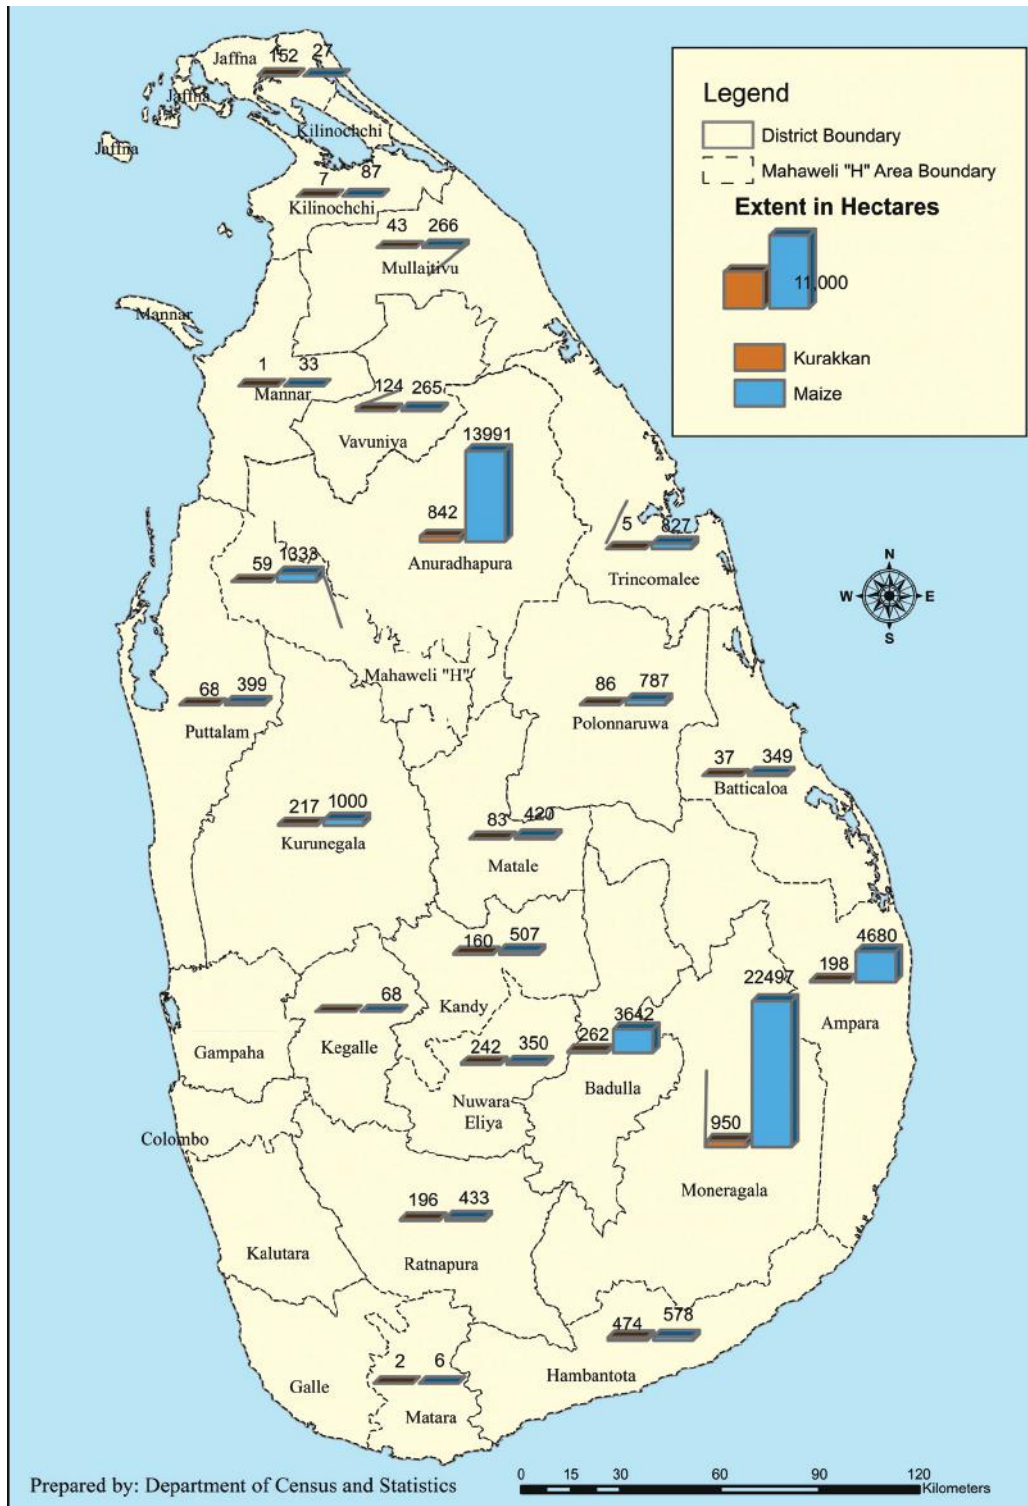 Jaffna 152 27
Jaffna
Jaffna
Kilinochchi
7 87
Kilinochchi
43 266
Mullaitivu
Mannar
1 33
Mannar
124 265
Vavuniya
13991
842
Anuradhapura
5 827
Trincomalee
59 1333
Mahaweli "H"
68 399
Puttalam
86 787
Polonnaruwa
37 349
Batticaloa
217 1000
Kurunegala
83 420
Matale
160 507
Kandy
4680
198
Ampara
68
Kegalle
Gampaha
242 350
Nuwara
Eliya
3642
262
Badulla
22497
950
Moneragala
Colombo
196 433
Ratnapura
Kalutara
474 578
Hambantota
2 6
Matara
Galle
Legend
District Boundary
Mahaweli "H" Area Boundary
Extent in Hectares
11,000
Kurakkan
Maize
N
W E
S
Prepared by: Department of Census and Statistics
0 15 30 60 90 120
Kilometers